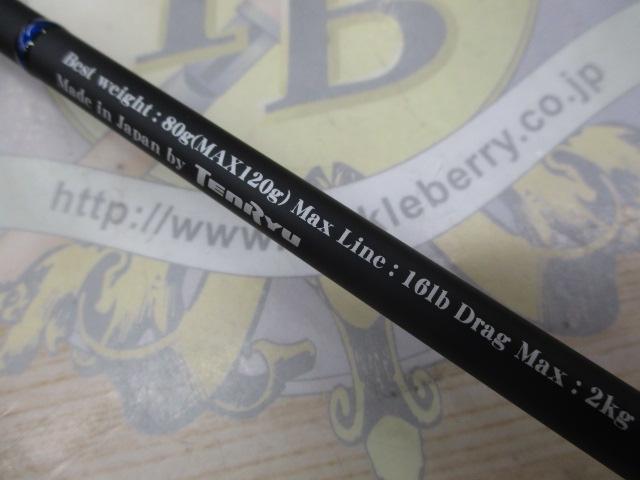 Best weight : 80g(MAX120g) Max Line : 16lb Drag Max : 2kg
Made in Japan by TENRYU
http://www. kleberry.co.jp
B